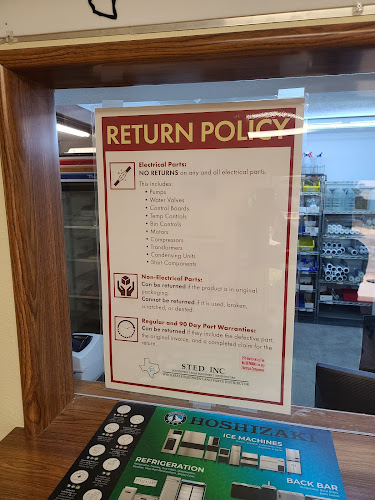 RETURN POLICY
Electrical Parts:
NO RETURNS on any and all electrical parts.
This includes:
• Pumps
• Water Valves
• Control Boards
• Temp Controls
• Bin Controls
• Motors
• Compressors
• Transformers
• Condensing Units
• Start Components
Non-Electrical Parts:
Can be returned if the product is in original
packaging.
Cannot be returned if it is used, broken,
scratched, or dented.
Regular and 90 Day Part Warranties:
Can be returned if they include the defective part,
the original invoice, and a completed claim for the
return.
STED INC
HOSHIZAKI
ICE MACHINES
REFRIGERATION
BACK BAR